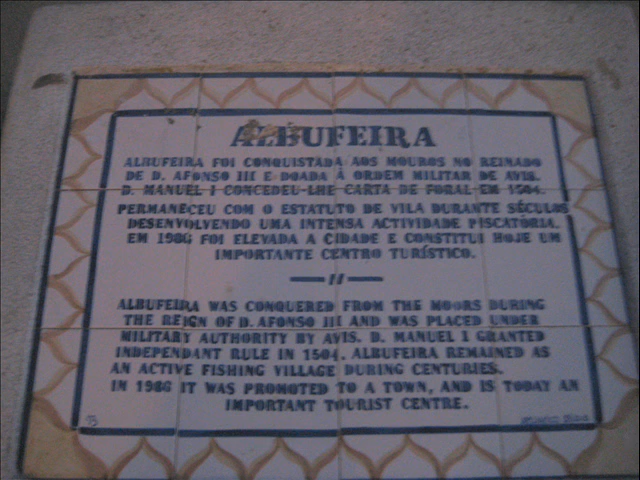 ALBUFEIRA
ALBUFEIRA FOI CONQUISTADA AOS MOUROS NO REINADO
DE D. AFONSO III E DOADA À ORDEM MILITAR DE AVIS.
D. MANUEL I CONCEDEU-LHE CARTA DE FORAL EM 1504.
PERMANECEU COM O ESTATUTO DE VILA DURANTE SÉCULOS
DESENVOLVENDO UMA INTENSA ACTIVIDADE PISCATÓRIA.
EM 1986 FOI ELEVADA A CIDADE E CONSTITUI HOJE UM
IMPORTANTE CENTRO TURÍSTICO.
ALBUFEIRA WAS CONQUERED FROM THE MOORS DURING
THE REIGN OF D. AFONSO III AND WAS PLACED UNDER
MILITARY AUTHORITY BY AVIS. D. MANUEL I GRANTED
INDEPENDANT RULE IN 1504. ALBUFEIRA REMAINED AS
AN ACTIVE FISHING VILLAGE DURING CENTURIES.
IN 1986 IT WAS PROMOTED TO A TOWN, AND IS TODAY AN
IMPORTANT TOURIST CENTRE.